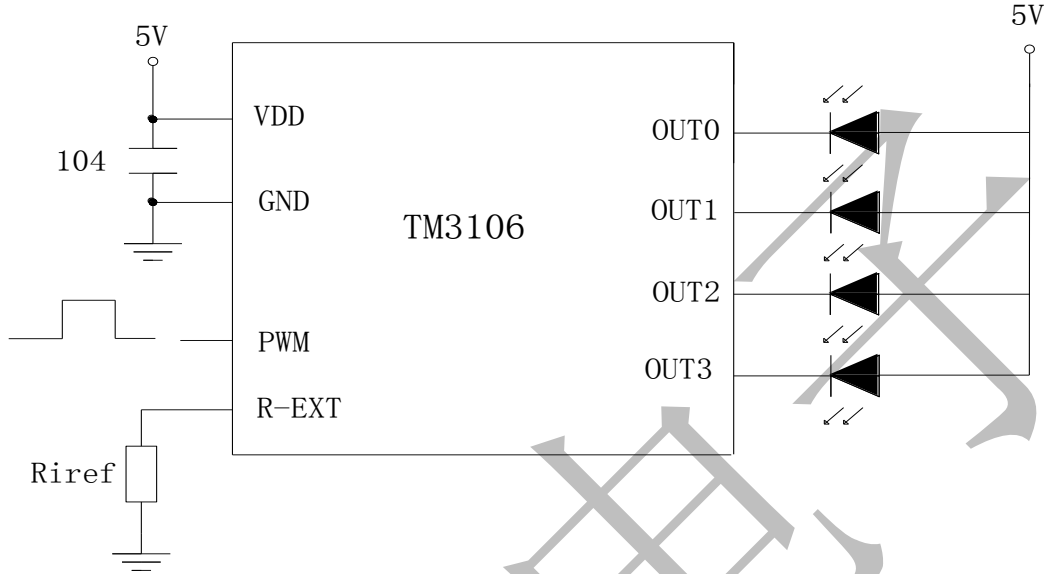 5V
5V
VDD
OUT0
104
GND
OUT1
TM3106
OUT2
PWM
OUT3
R-EXT
Riref